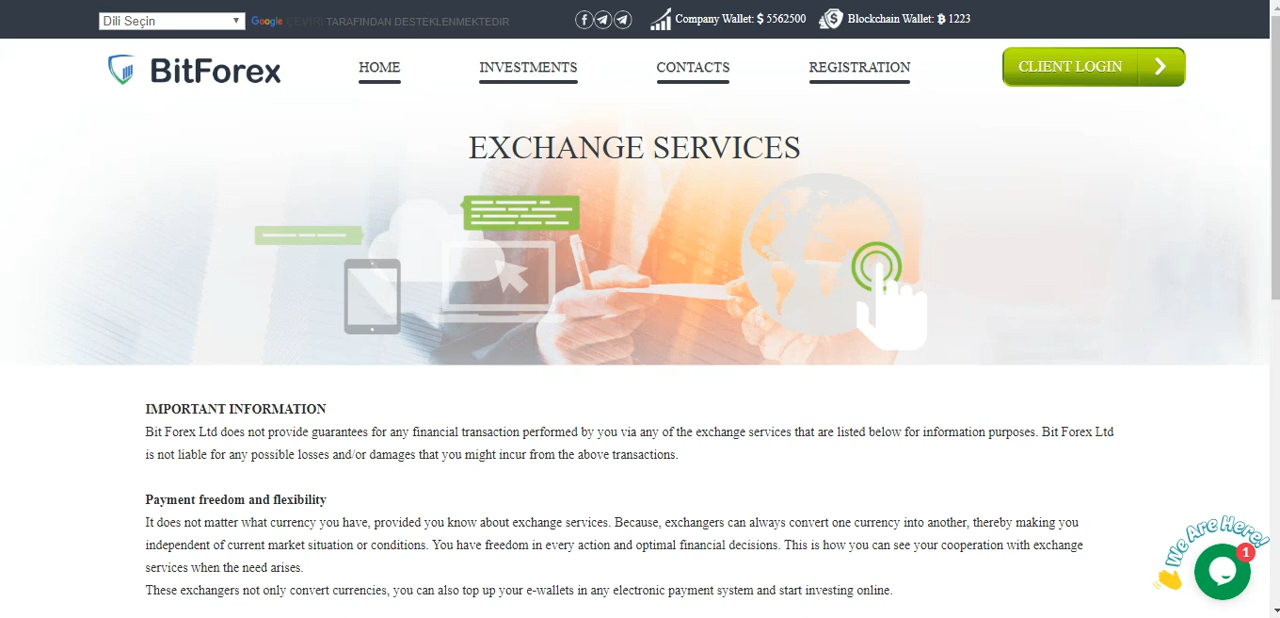 Dili Seçin
Google ÇEVİRİ TARAFINDAN DESTEKLENMEKTEDIR
Company Wallet: $ 5562500
Blockchain Wallet: ₿ 1223
BitForex
HOME
INVESTMENTS
CONTACTS
REGISTRATION
CLIENT LOGIN
EXCHANGE SERVICES
IMPORTANT INFORMATION
Bit Forex Ltd does not provide guarantees for any financial transaction performed by you via any of the exchange services that are listed below for information purposes. Bit Forex Ltd
is not liable for any possible losses and/or damages that you might incur from the above transactions.
Payment freedom and flexibility
It does not matter what currency you have, provided you know about exchange services. Because, exchangers can always convert one currency into another, thereby making you
independent of current market situation or conditions. You have freedom in every action and optimal financial decisions. This is how you can see your cooperation with exchange
services when the need arises.
These exchangers not only convert currencies, you can also top up your e-wallets in any electronic payment system and start investing online.
We Are Here!
1